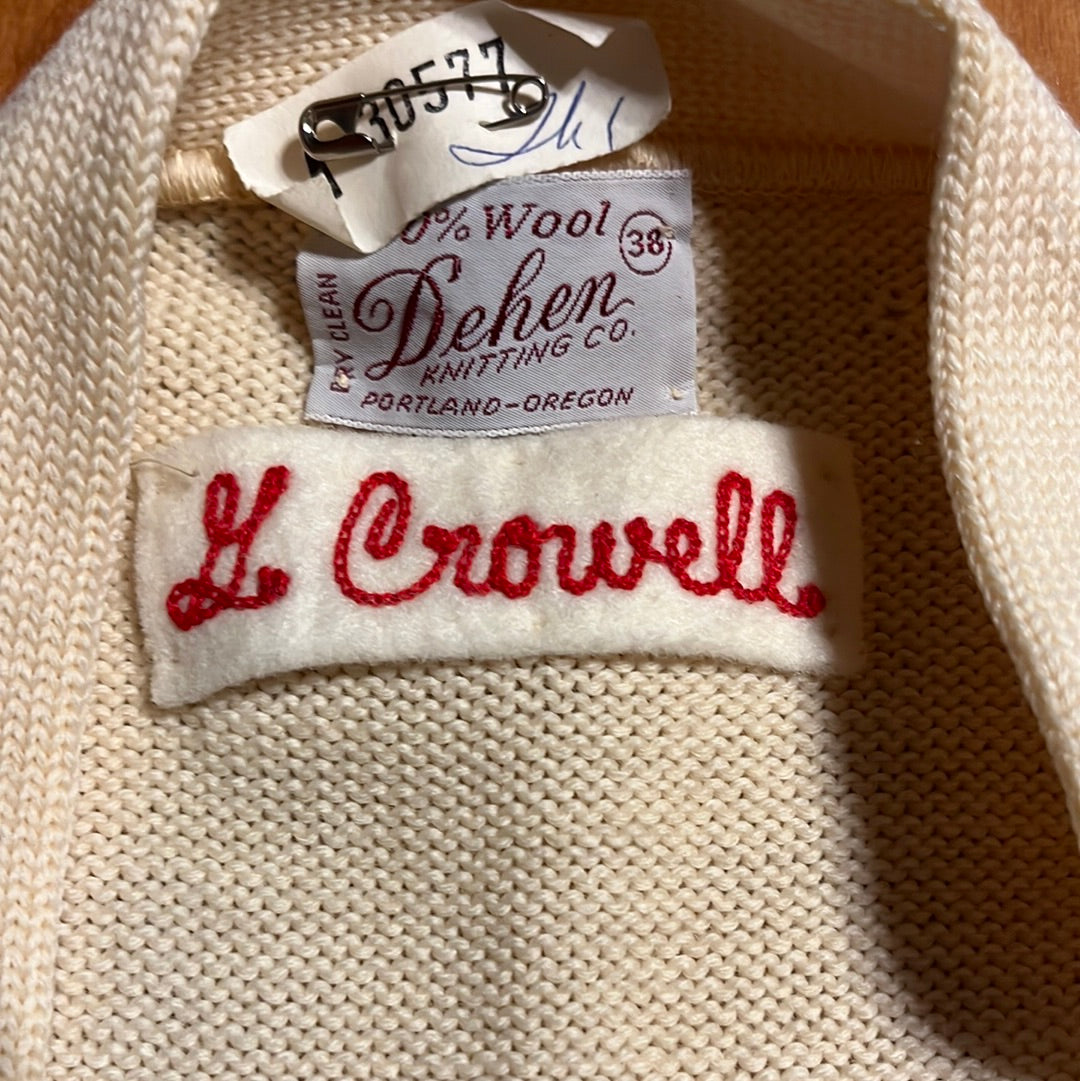 30577
0% Wool
38
DRY CLEAN
Dehen
KNITTING CO.
PORTLAND-OREGON
G. Crowell